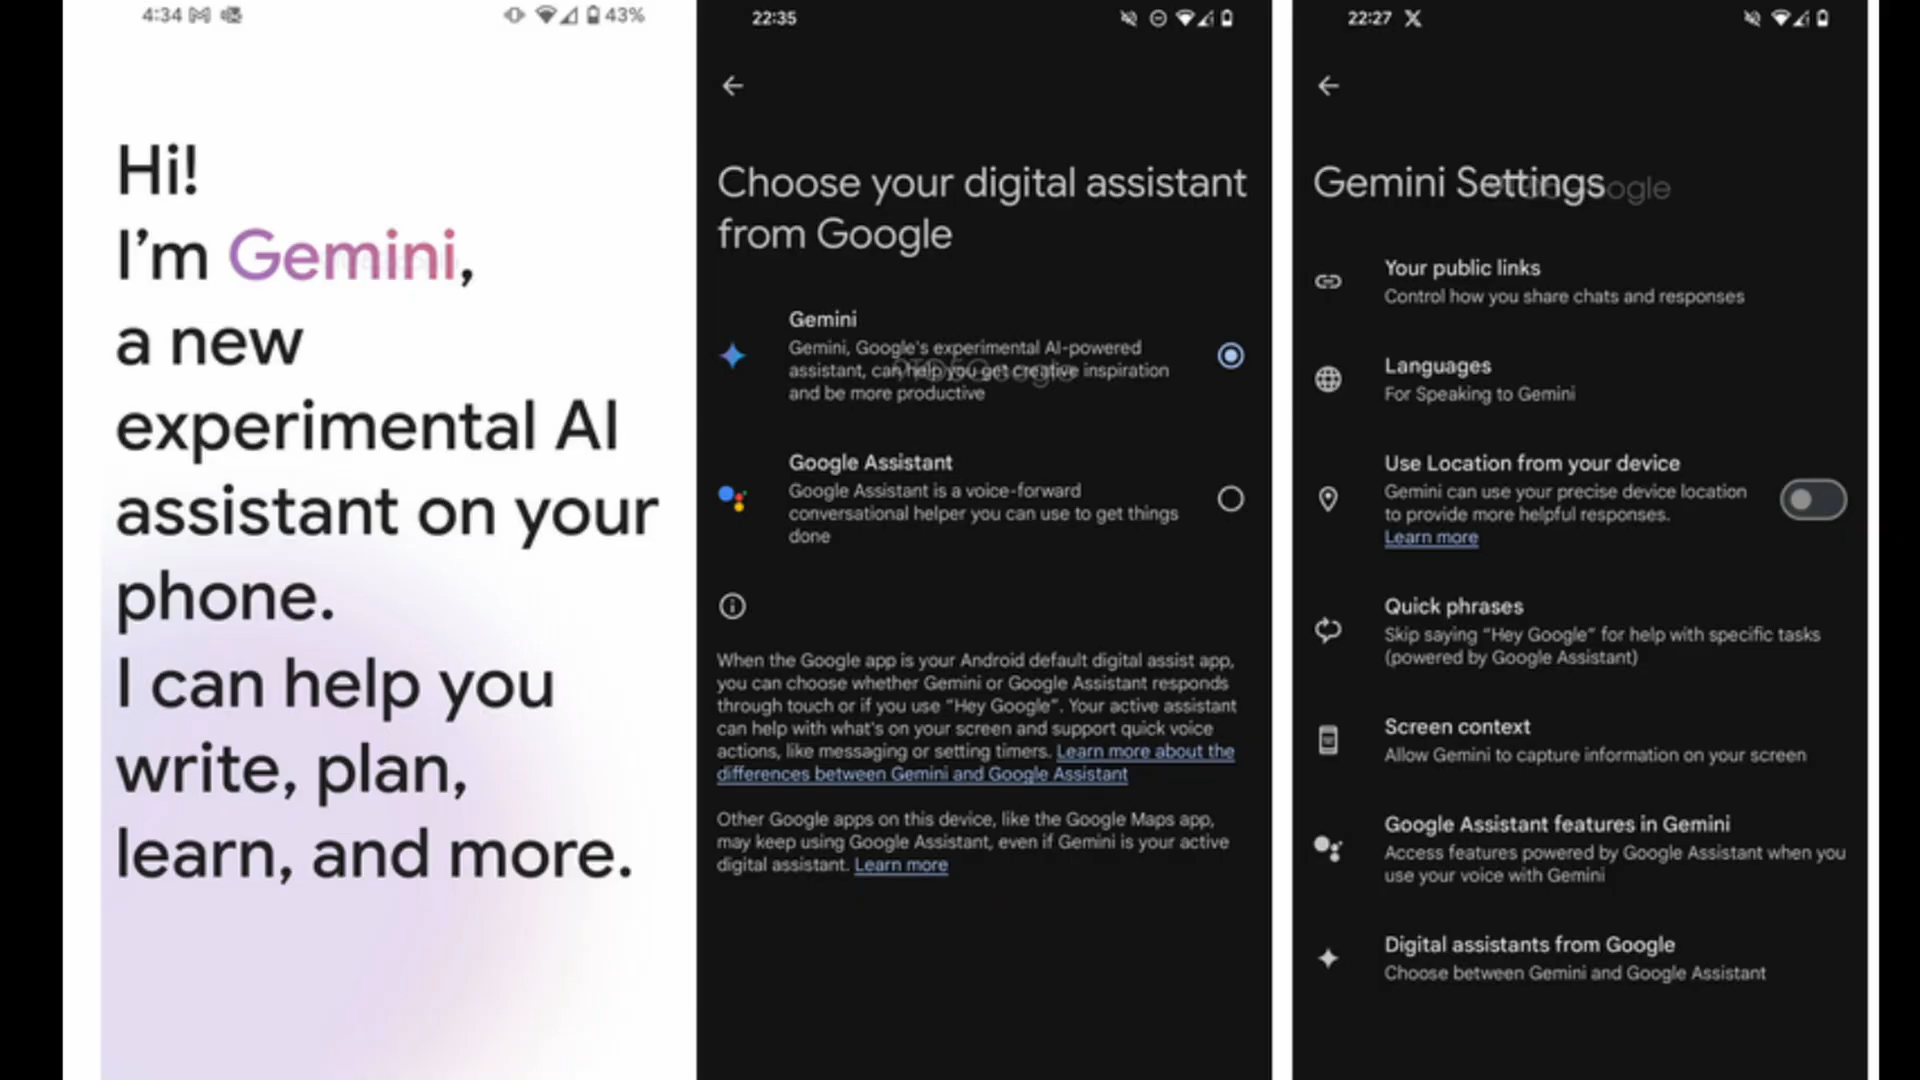 4:34
43%
Hi!
I'm Gemini,
a new
experimental AI
assistant on your
phone.
I can help you
write, plan,
learn, and more.
22:35
Choose your digital assistant
from Google
Gemini
Gemini, Google's experimental AI-powered
assistant, can help you get creative inspiration
and be more productive
9TO5Google
Google Assistant
Google Assistant is a voice-forward
conversational helper you can use to get things
done
When the Google app is your Android default digital assist app,
you can choose whether Gemini or Google Assistant responds
through touch or if you use “Hey Google”. Your active assistant
can help with what's on your screen and support quick voice
actions, like messaging or setting timers. Learn more about the
differences between Gemini and Google Assistant
Other Google apps on this device, like the Google Maps app,
may keep using Google Assistant, even if Gemini is your active
digital assistant. Learn more
22:27
Gemini Settings
Your public links
Control how you share chats and responses
Languages
For Speaking to Gemini
Use Location from your device
Gemini can use your precise device location
to provide more helpful responses.
Learn more
Quick phrases
Skip saying “Hey Google” for help with specific tasks
(powered by Google Assistant)
Screen context
Allow Gemini to capture information on your screen
Google Assistant features in Gemini
Access features powered by Google Assistant when you
use your voice with Gemini
Digital assistants from Google
Choose between Gemini and Google Assistant